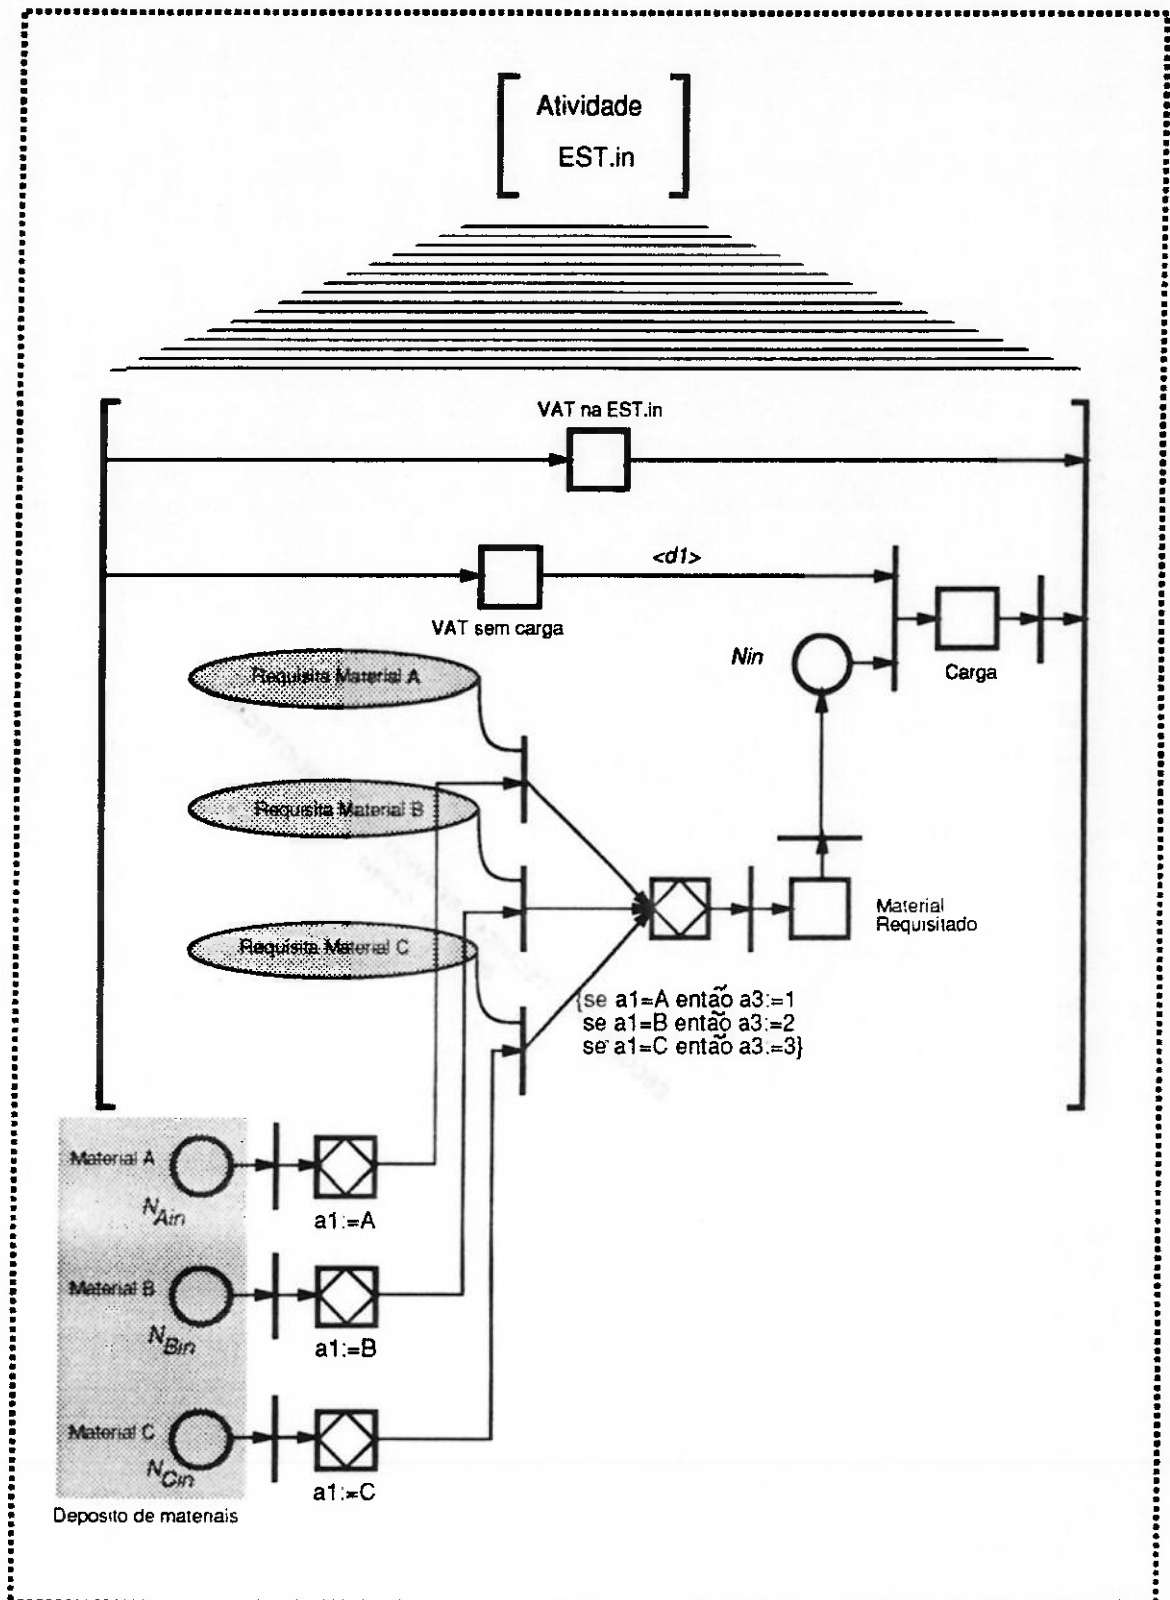 Atividade
EST.in
VAT na EST.in
<d1>
VAT sem carga
Requisita Material A
Nin
Carga
Requisita Material B
Material
Requisitado
Requisita Material C
{se a1=A então a3:=1
se a1=B então a3:=2
se a1=C então a3:=3}
Material A
NAin
a1:=A
Material B
NBin
a1:=B
Material C
NCin
a1:=C
Deposito de materiais